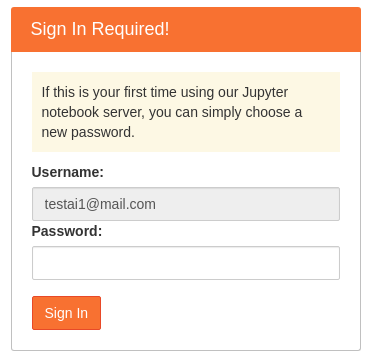 Sign In Required!
If this is your first time using our Jupyter
notebook server, you can simply choose a
new password.
Username:
testai1@mail.com
Password:
Sign In